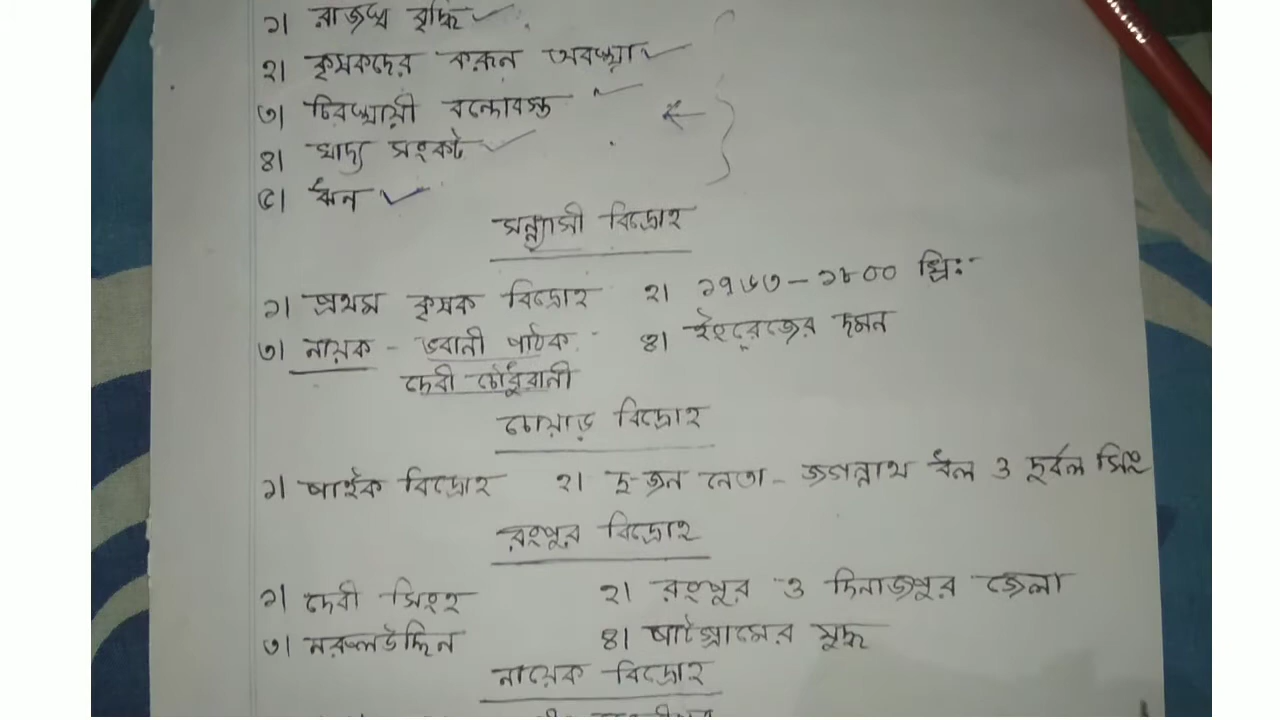 ১। রাজস্ব বৃদ্ধি
২। কৃষকদের করুন অবস্থা
৩। চিরস্থায়ী বন্দোবস্ত
৪। খাদ্য সংকট
৫। ঋন
সন্ন্যাসী বিদ্রোহ
১। প্রথম কৃষক বিদ্রোহ ২। ১৭৬৩ – ১৮০০ খ্রিঃ
৩। নায়ক – ভবানী পাঠক ৪। ইংরেজের দমন
দেবী চৌধুরানী
চোয়াড় বিদ্রোহ
১। পাইক বিদ্রোহ ২। দু-জন নেতা – জগন্নাথ ধল ও দুর্বল সিং
রংপুর বিদ্রোহ
১। দেবী সিংহ ২। রংপুর ও দিনাজপুর জেলা
৩। নরুলউদ্দিন ৪। পাটগ্রামের যুদ্ধ
নায়েক বিদ্রোহ